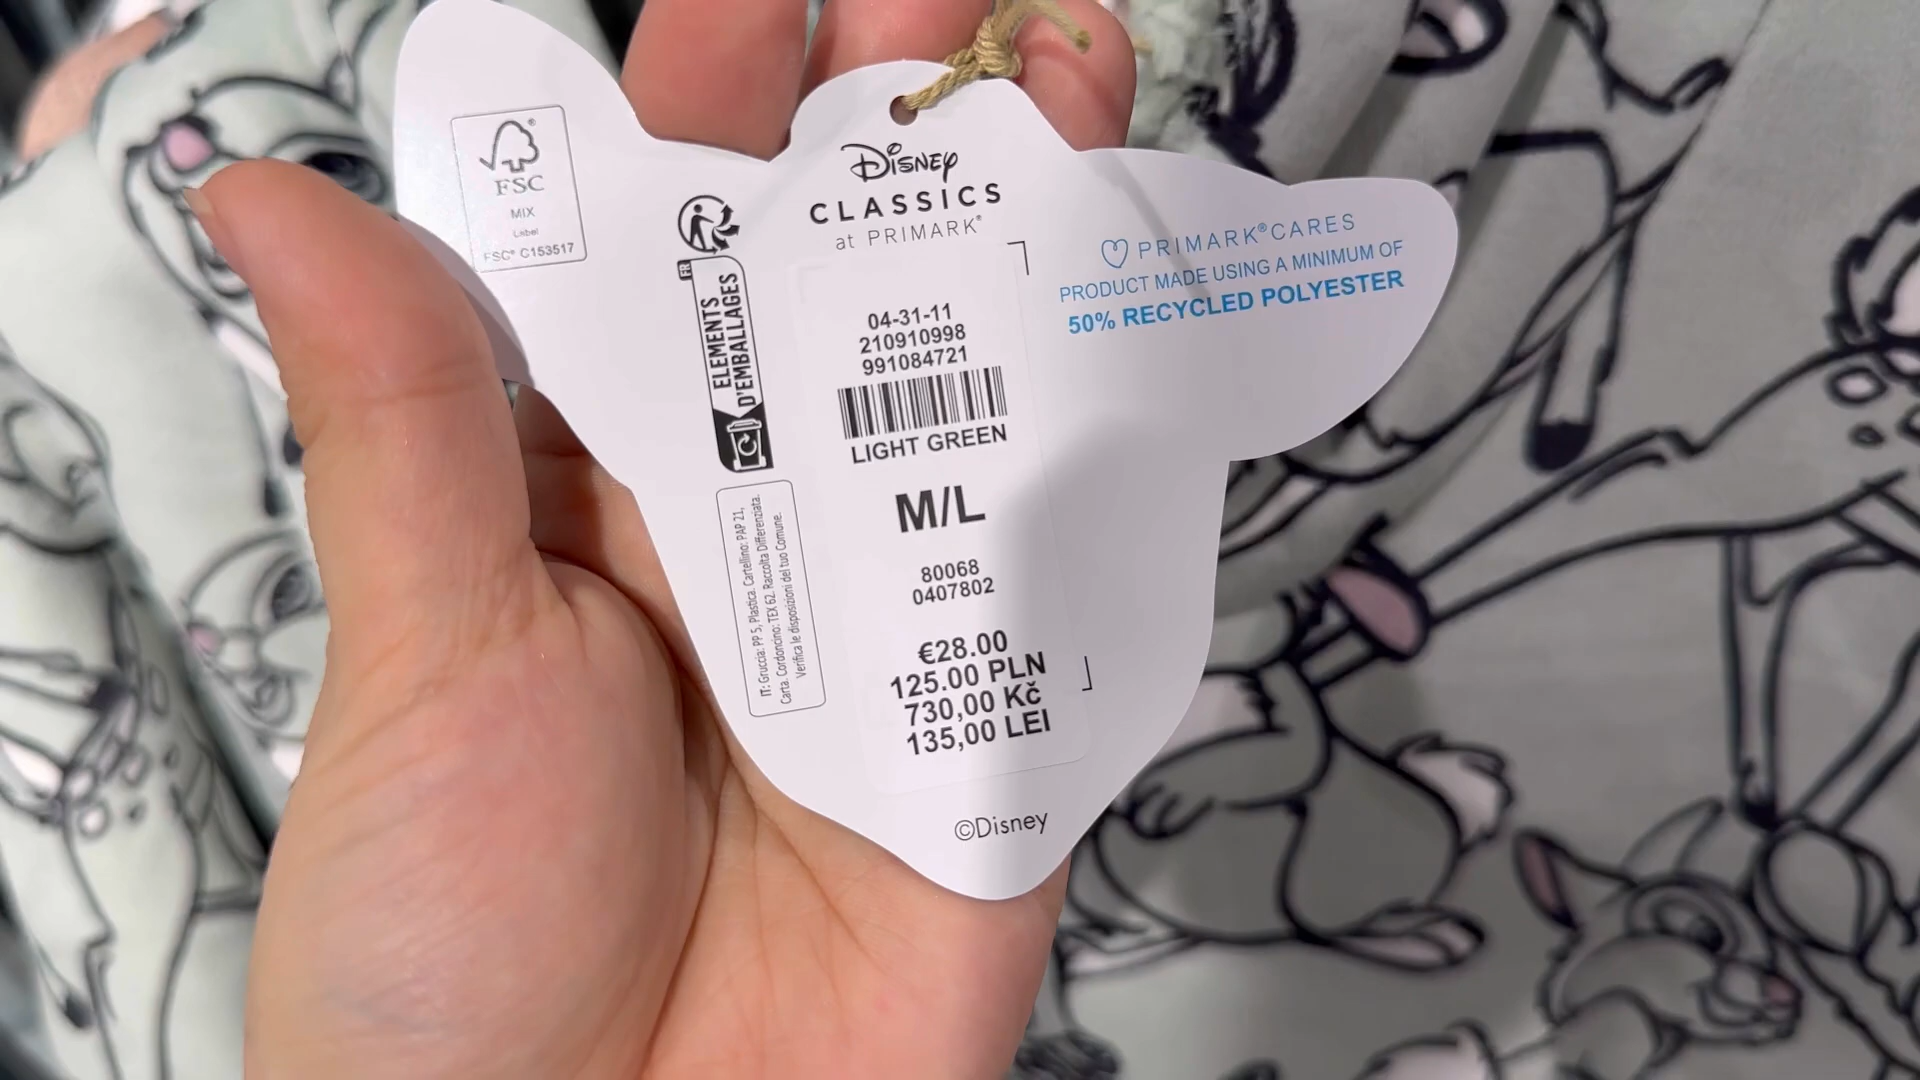 FSC
MIX
Label
FSC® C153517
FR
ELEMENTS
D'EMBALLAGES
IT: Gruccia: PP 5, Plastica. Cartellino: PAP 21,
Carta. Cordoncino: TEX 62. Raccolta Differenziata.
Verifica le disposizioni del tuo Comune.
Disney
CLASSICS
at PRIMARK®
04-31-11
210910998
991084721
LIGHT GREEN
M/L
80068
0407802
€28.00
125.00 PLN
730,00 Kč
135,00 LEI
©Disney
PRIMARK®CARES
PRODUCT MADE USING A MINIMUM OF
50% RECYCLED POLYESTER